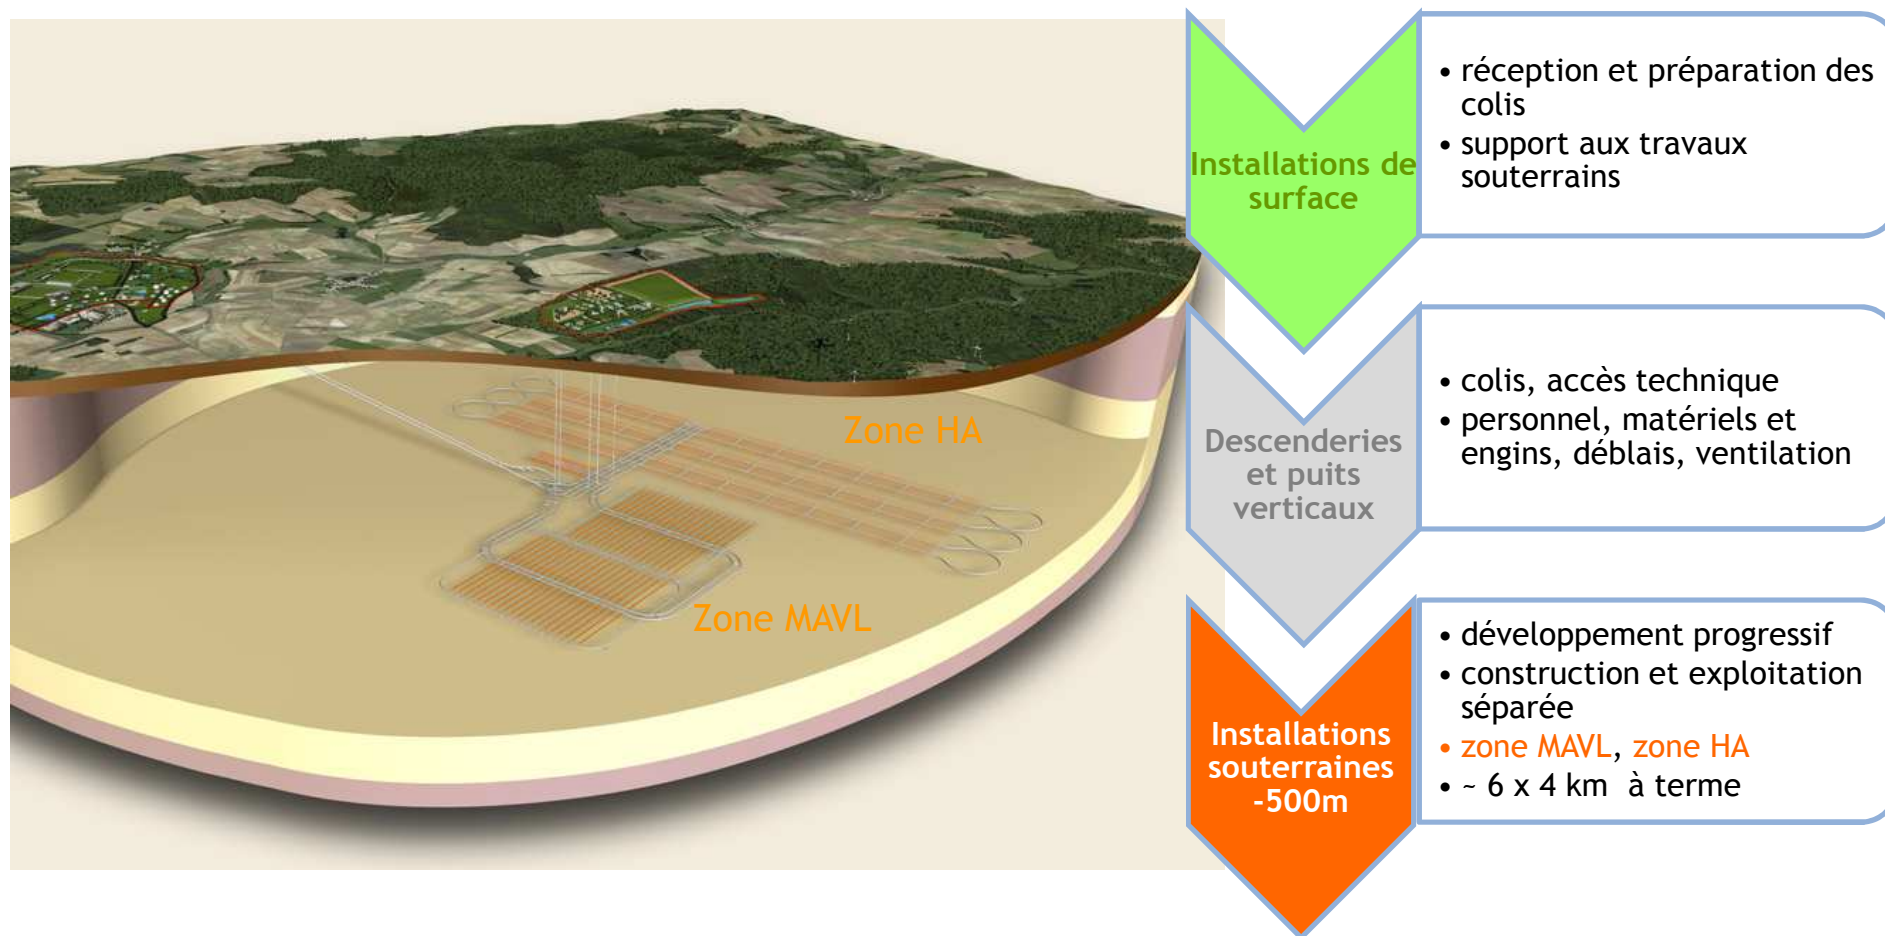 Zone HA
Zone MAVL
Installations de
surface
• réception et préparation des
colis
• support aux travaux
souterrains
Descenderies
et puits
verticaux
• colis, accès technique
• personnel, matériels et
engins, déblais, ventilation
Installations
souterraines
-500m
• développement progressif
• construction et exploitation
séparée
• zone MAVL, zone HA
• ~ 6 x 4 km à terme